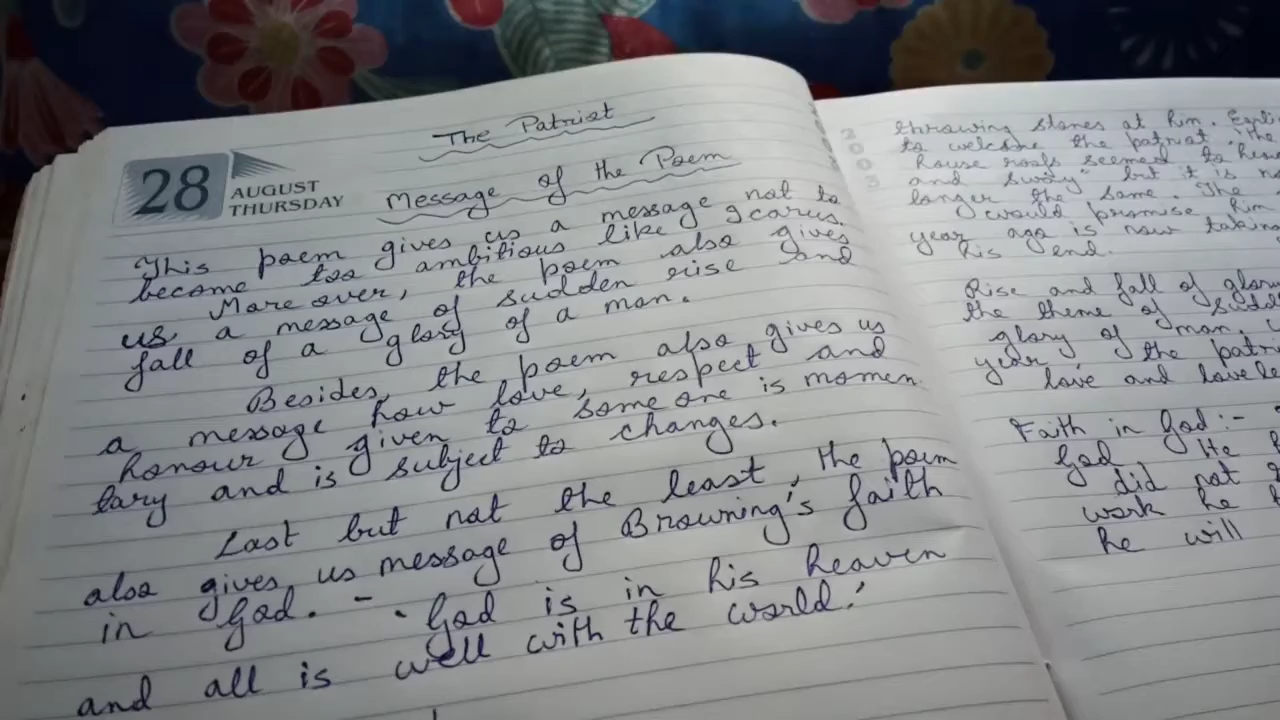 The Patriot
28
AUGUST
THURSDAY
Message of the Poem
This poem gives us a message not to
become too ambitious like Icarus.
More over, the poem also gives
us a message of sudden rise and
fall of a glory of a man.
Besides, the poem also gives us
a message how love, respect and
honour given to someone is momen
tary and is subject to changes.
Last but not the least, the poem
also gives us message of Browning's faith
in God. - 'God is in his heaven
and all is well with the world.'
throwing stones at him.
to welcome the patriot "the
house roofs seemed to
and sway" but it is
longer the same. The
would promise him
year ago is now taking
his end.
Rise and fall of
the theme of
glory of man.
year the
love and
Faith in God:-
God He
did not
work he
he will